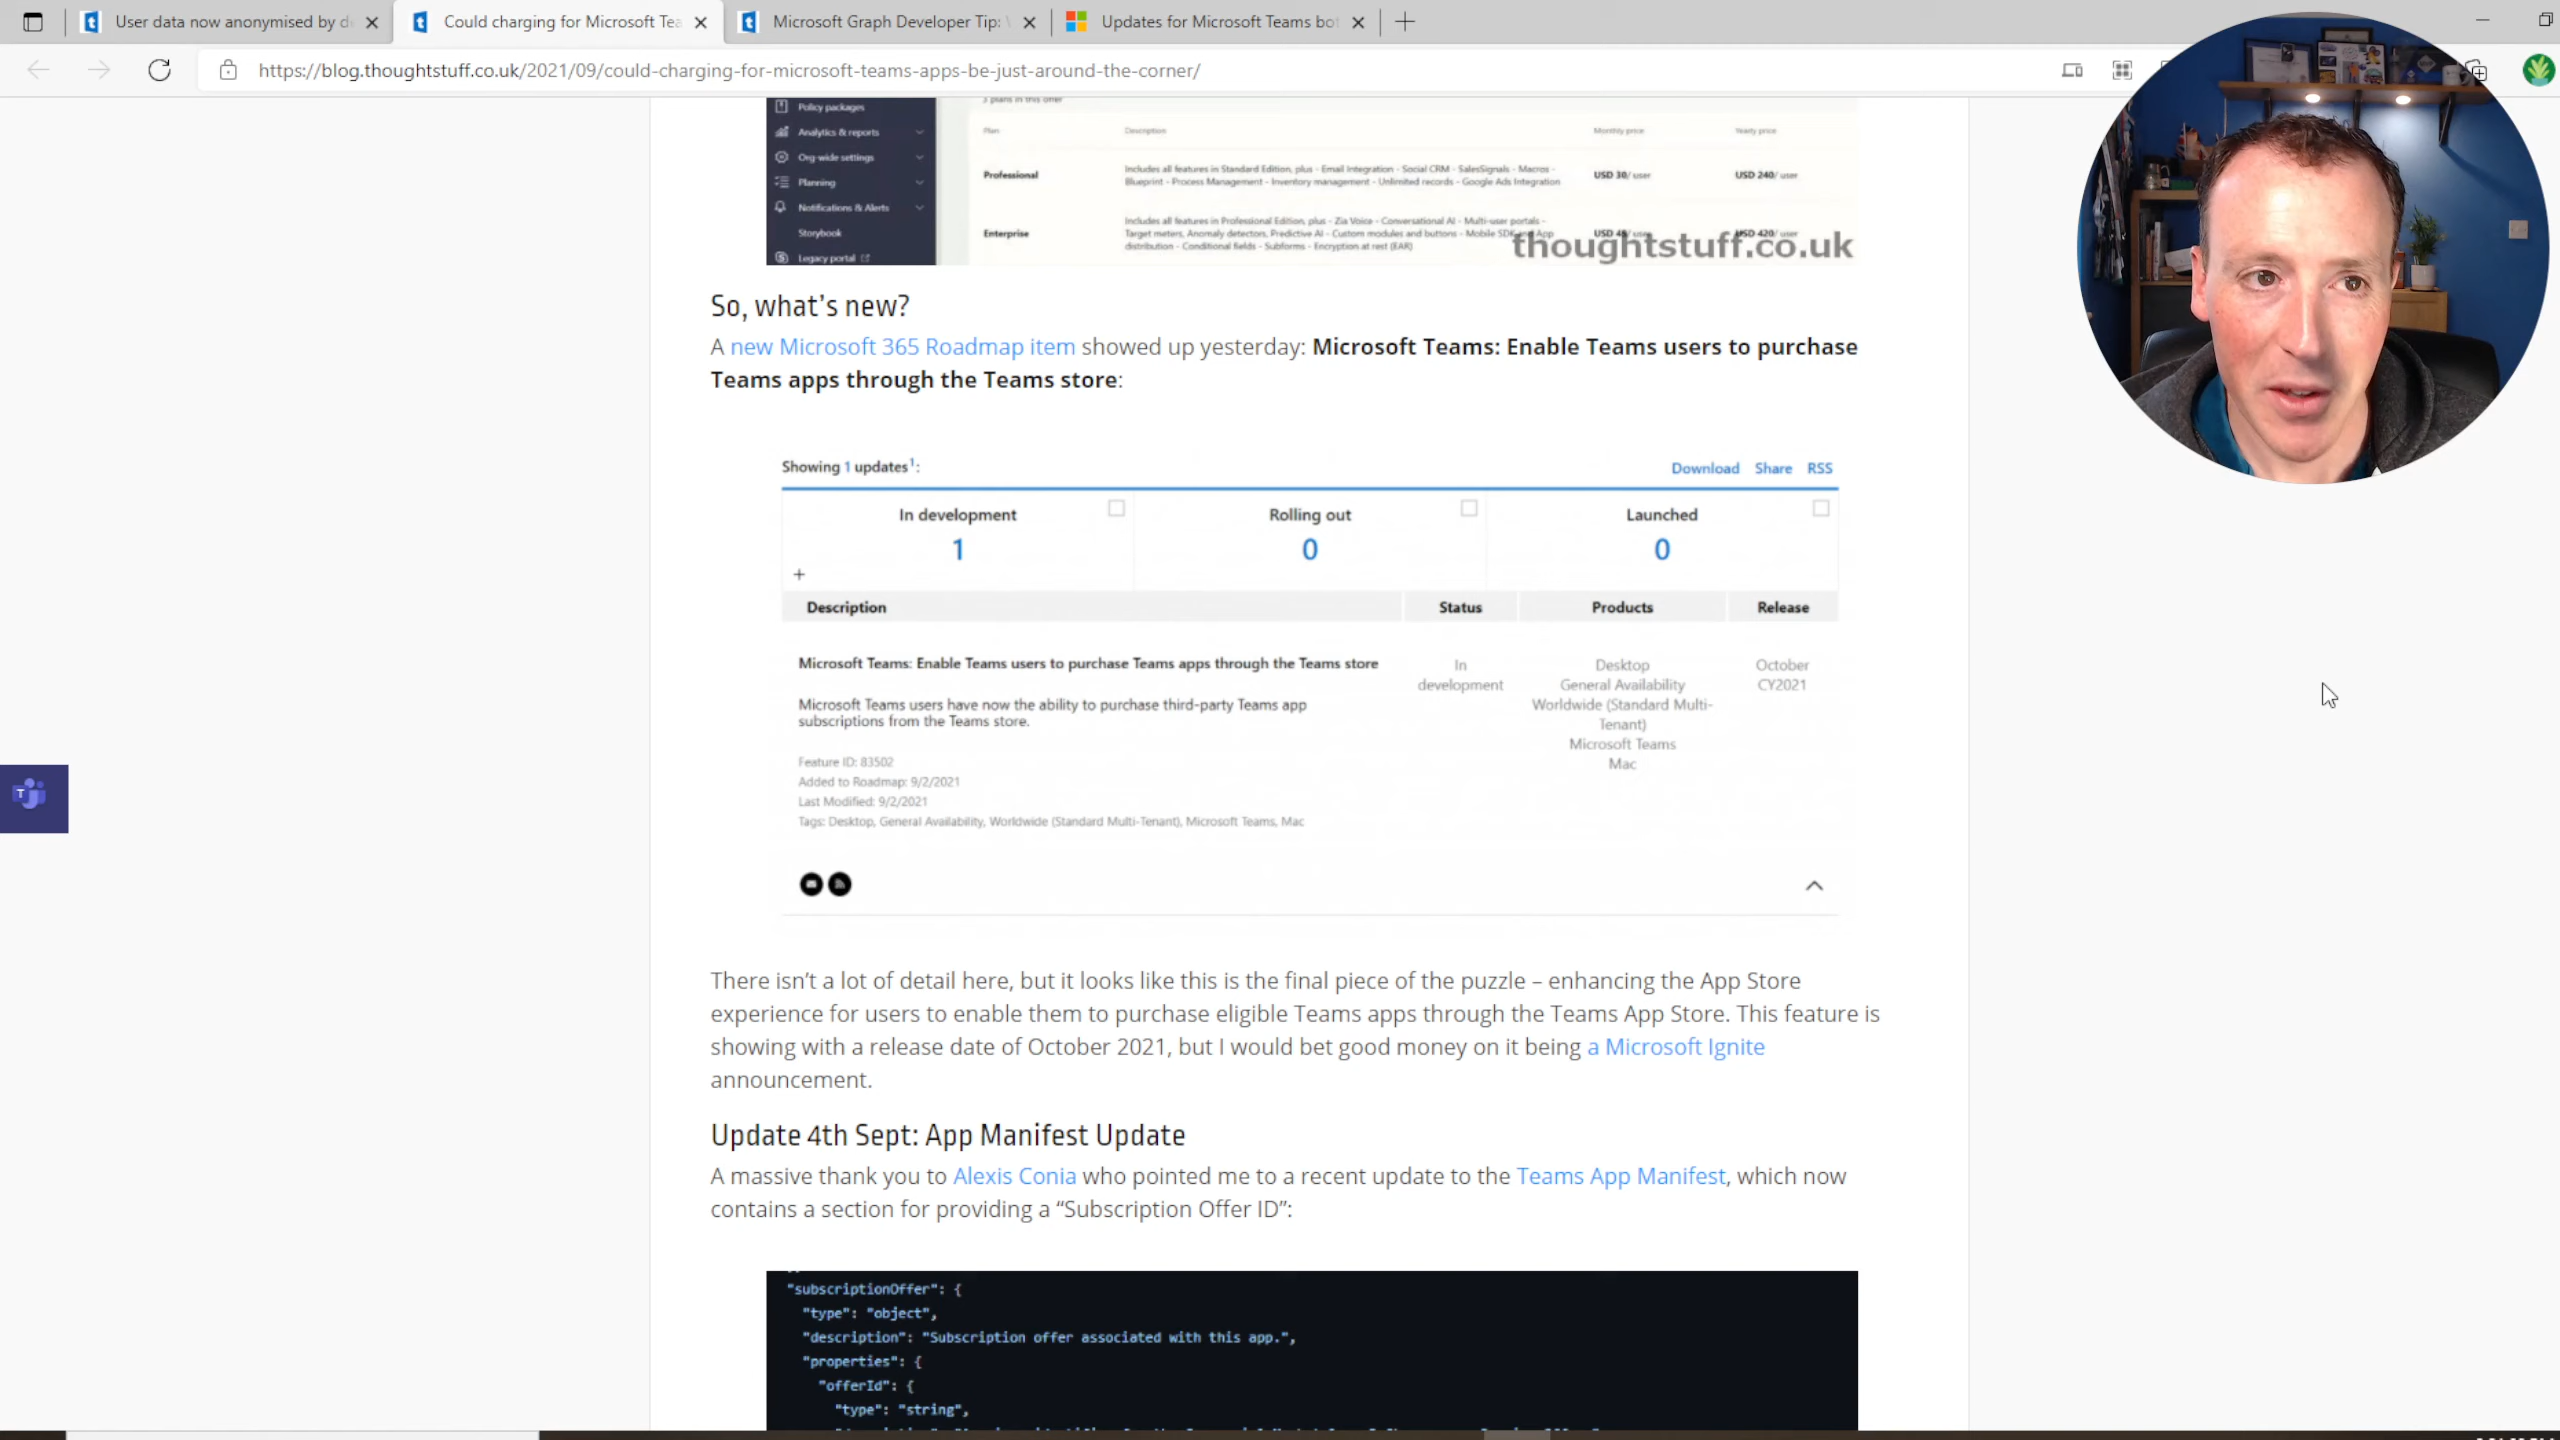 User data now anonymised by d
Could charging for Microsoft Tea
Microsoft Graph Developer Tip:
Updates for Microsoft Teams bot
https://blog.thoughtstuff.co.uk/2021/09/could-charging-for-microsoft-teams-apps-be-just-around-the-corner/
Policy packages
Analytics & reports
Org-wide settings
Planning
Notifications & Alerts
Storybook
Legacy portal
3 plans in this offer
Plan Description Monthly price Yearly price
Professional
Includes all features in Standard Edition, plus - Email Integration - Social CRM - SalesSignals - Macros -
Blueprint - Process Management - Inventory management - Unlimited records - Google Ads Integration
USD 30/ user USD 240/ user
Enterprise
Includes all features in Professional Edition, plus - Zia Voice - Conversational AI - Multi-user portals -
Target meters, Anomaly detectors, Predictive AI - Custom modules and buttons - Mobile SDK and App
distribution - Conditional fields - Subforms - Encryption at rest (EAR)
USD 420/ user
thoughtstuff.co.uk
So, what’s new?
A new Microsoft 365 Roadmap item showed up yesterday: Microsoft Teams: Enable Teams users to purchase
Teams apps through the Teams store:
Showing 1 updates¹:
Download Share RSS
In development Rolling out Launched
1 0 0
+
Description Status Products Release
Microsoft Teams: Enable Teams users to purchase Teams apps through the Teams store
Microsoft Teams users have now the ability to purchase third-party Teams app
subscriptions from the Teams store.
Feature ID: 83502
Added to Roadmap: 9/2/2021
Last Modified: 9/2/2021
Tags: Desktop, General Availability, Worldwide (Standard Multi-Tenant), Microsoft Teams, Mac
In
development
Desktop
General Availability
Worldwide (Standard Multi-
Tenant)
Microsoft Teams
Mac
October
CY2021
There isn’t a lot of detail here, but it looks like this is the final piece of the puzzle – enhancing the App Store
experience for users to enable them to purchase eligible Teams apps through the Teams App Store. This feature is
showing with a release date of October 2021, but I would bet good money on it being a Microsoft Ignite
announcement.
Update 4th Sept: App Manifest Update
A massive thank you to Alexis Conia who pointed me to a recent update to the Teams App Manifest, which now
contains a section for providing a “Subscription Offer ID”:
"subscriptionOffer": {
"type": "object",
"description": "Subscription offer associated with this app.",
"properties": {
"offerId": {
"type": "string",